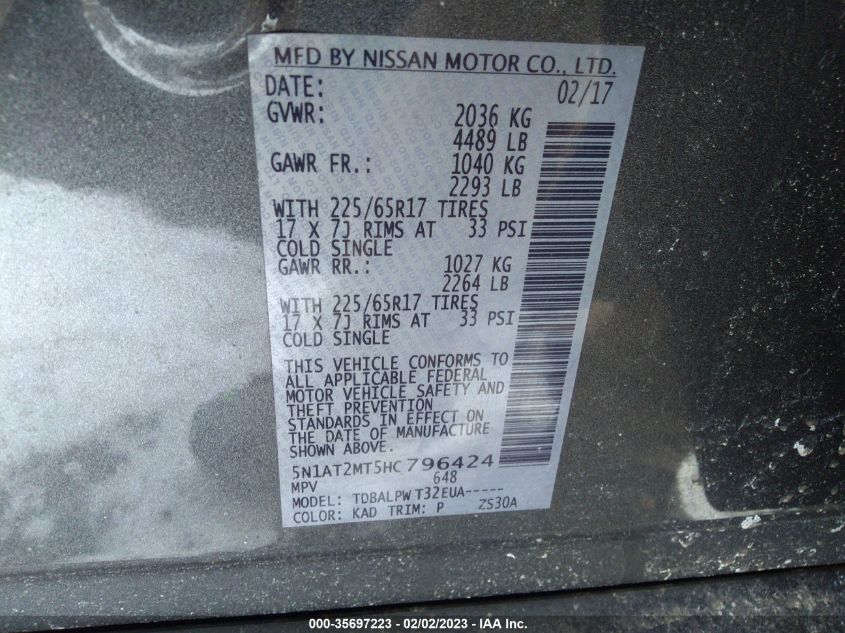 MFD BY NISSAN MOTOR CO., LTD.
DATE: 02/17
GVWR: 2036 KG
4489 LB
GAWR FR.: 1040 KG
2293 LB
WITH 225/65R17 TIRES
17 X 7J RIMS AT 33 PSI
COLD SINGLE
GAWR RR.: 1027 KG
2264 LB
WITH 225/65R17 TIRES
17 X 7J RIMS AT 33 PSI
COLD SINGLE
THIS VEHICLE CONFORMS TO
ALL APPLICABLE FEDERAL
MOTOR VEHICLE SAFETY AND
THEFT PREVENTION
STANDARDS IN EFFECT ON
THE DATE OF MANUFACTURE
SHOWN ABOVE.
5N1AT2MT5HC796424
MPV 648
MODEL: TDBALPW T32EUA-----
COLOR: KAD TRIM: P ZS30A
000-35697223 - 02/02/2023 - IAA Inc.